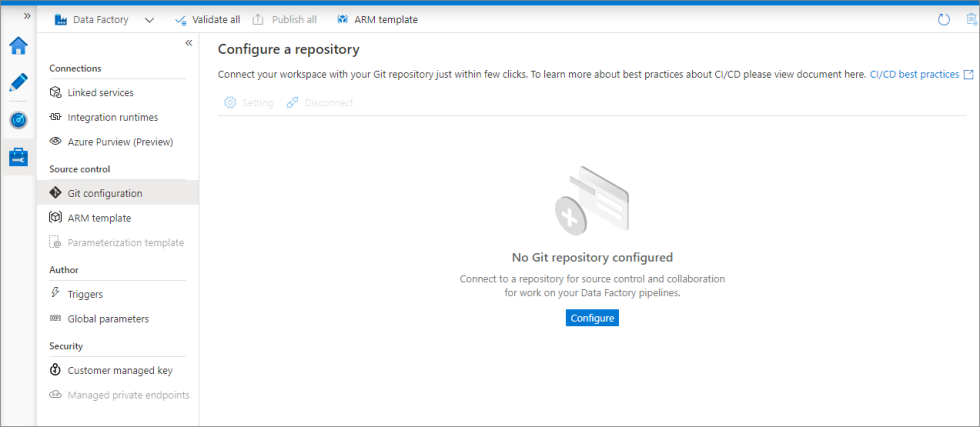 Data Factory
Validate all
Publish all
ARM template
»
«
Connections
Linked services
Integration runtimes
Azure Purview (Preview)
Source control
Git configuration
ARM template
Parameterization template
Author
Triggers
Global parameters
Security
Customer managed key
Managed private endpoints
Configure a repository
Connect your workspace with your Git repository just within few clicks. To learn more about best practices about CI/CD please view document here. CI/CD best practices
Setting
Disconnect
No Git repository configured
Connect to a repository for source control and collaboration
for work on your Data Factory pipelines.
Configure